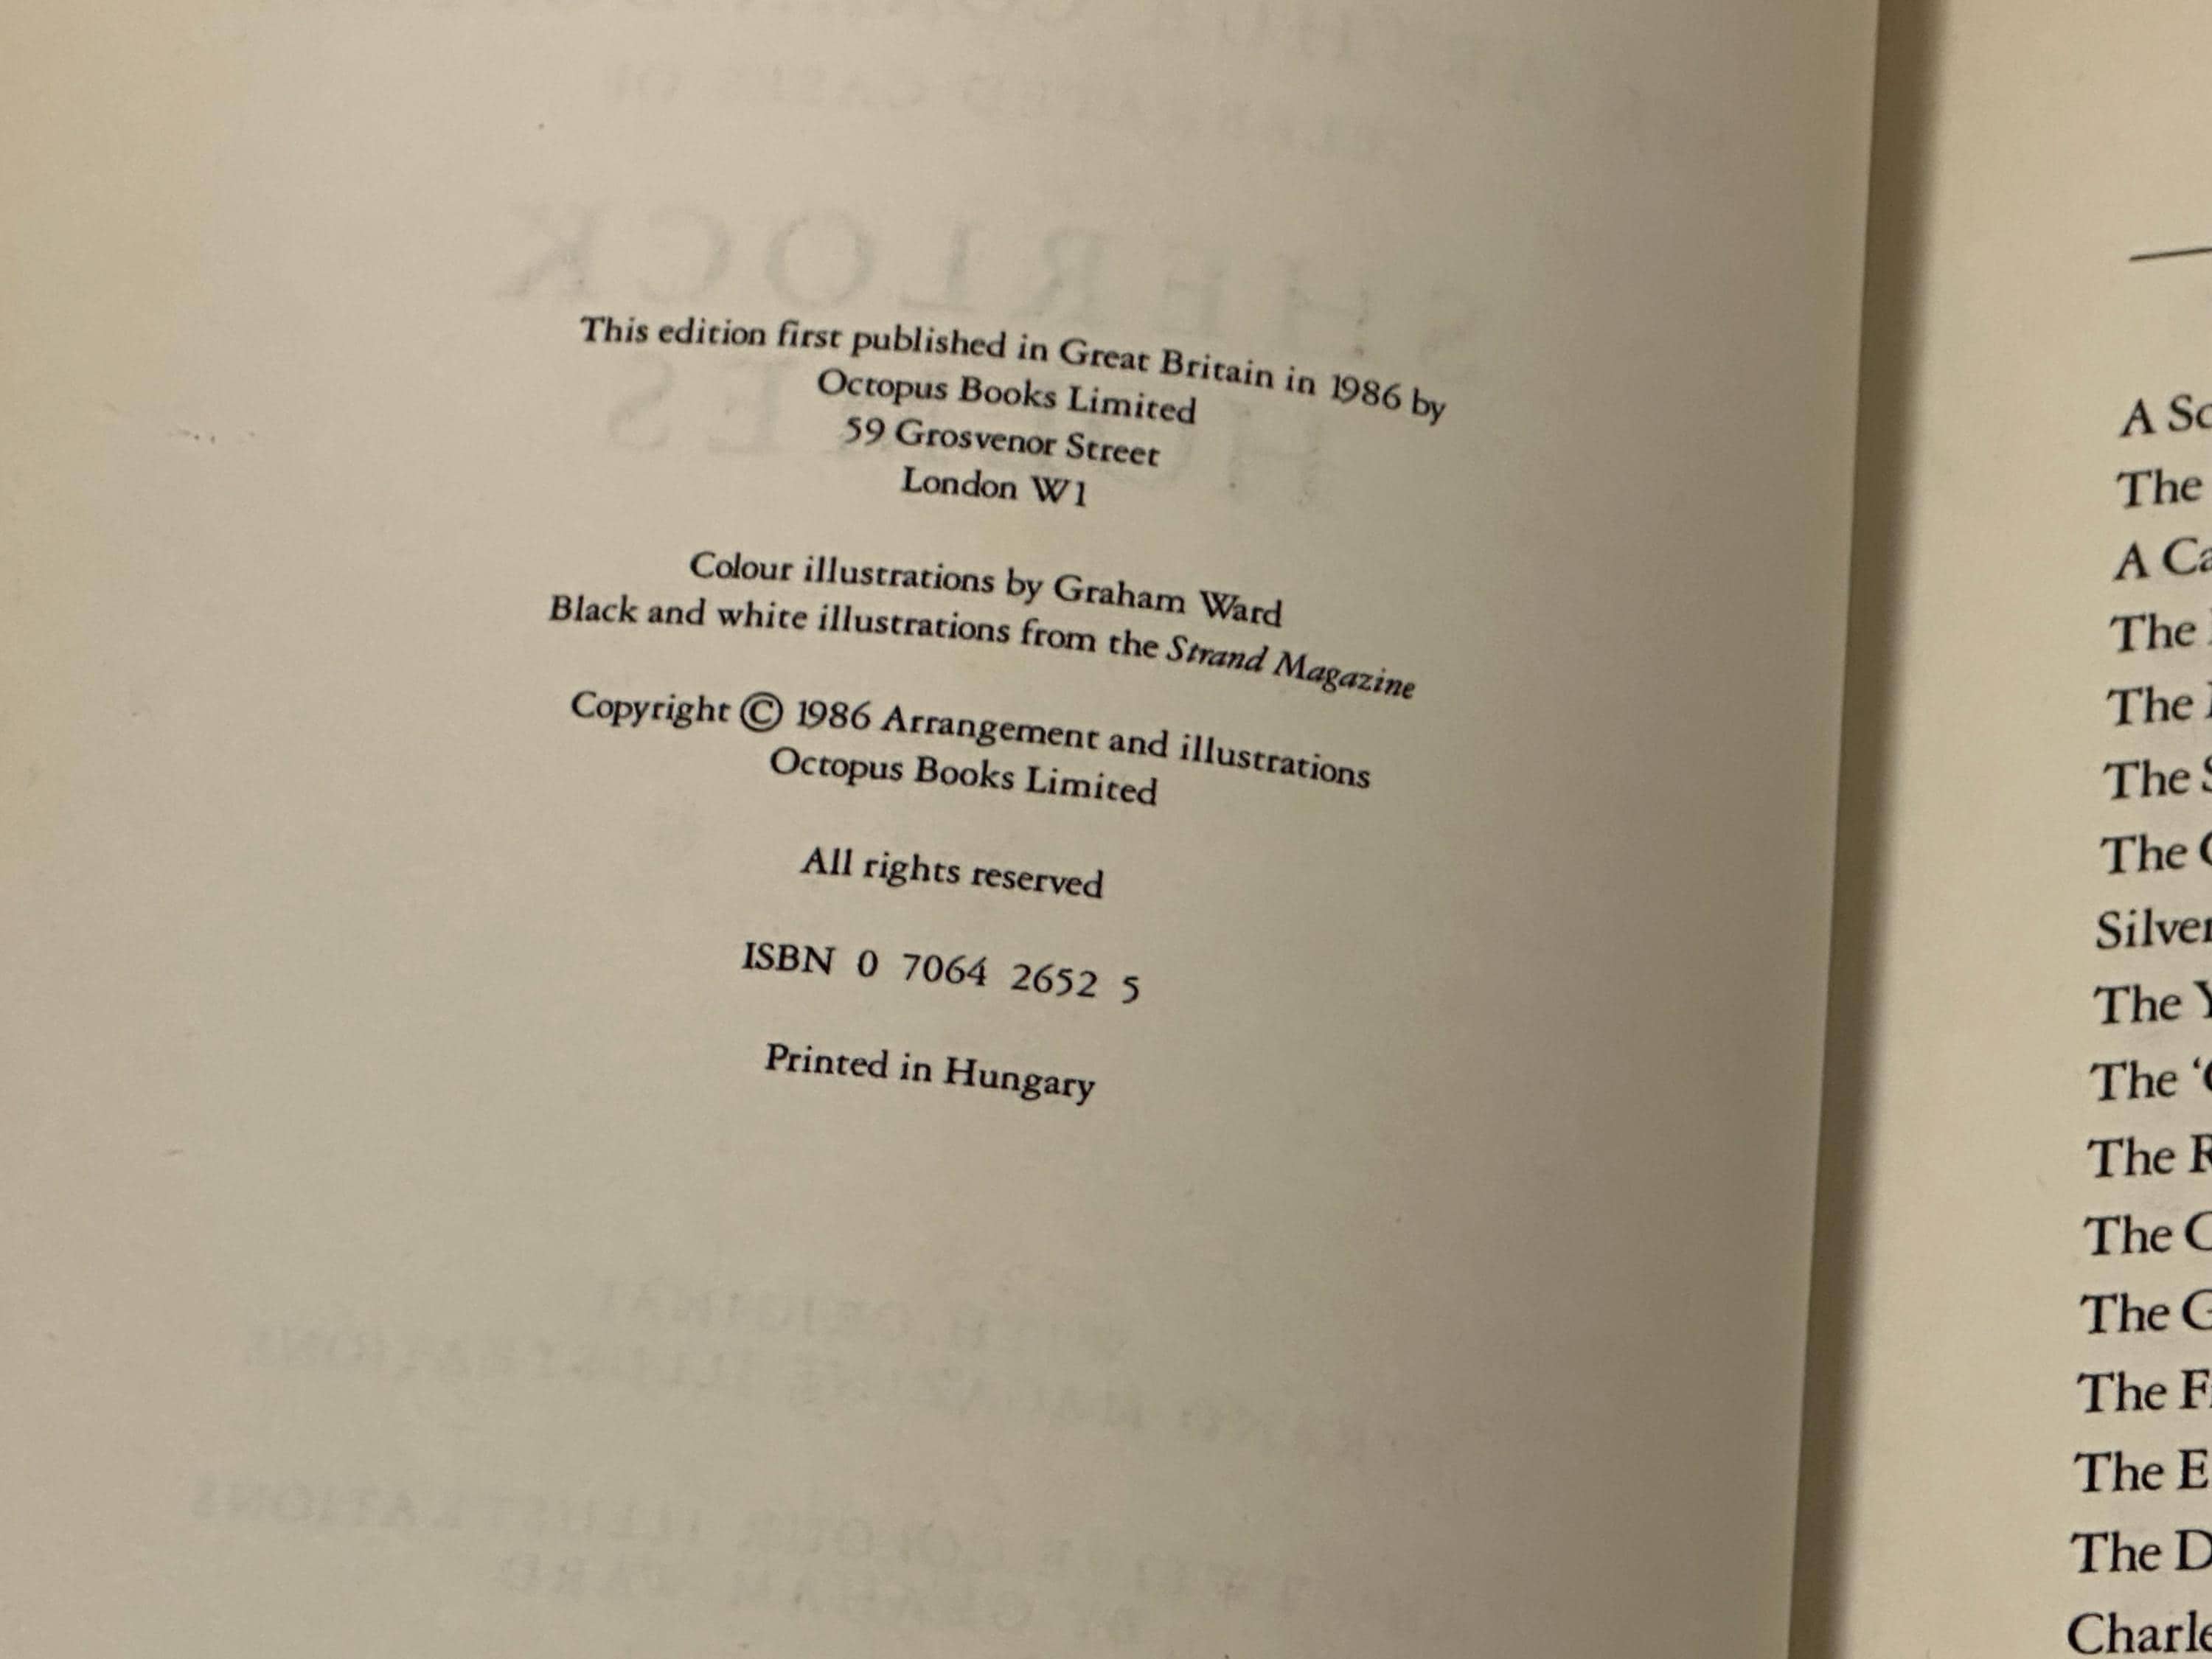 This edition first published in Great Britain in 1986 by
Octopus Books Limited
59 Grosvenor Street
London W1
Colour illustrations by Graham Ward
Black and white illustrations from the Strand Magazine
Copyright © 1986 Arrangement and illustrations
Octopus Books Limited
All rights reserved
ISBN 0 7064 2652 5
Printed in Hungary
SHERLOCK
A
The
A
The
The
The
The
The
The
The
The
The
The
The
The